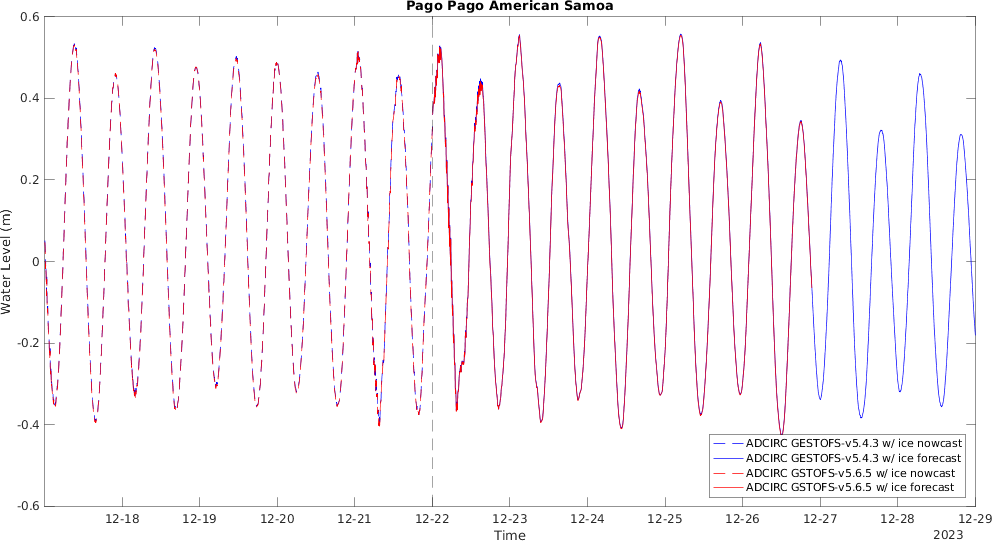 Pago Pago American Samoa
0.6
0.4
0.2
0
-0.2
-0.4
-0.6
Water Level (m)
12-18
12-19
12-20
12-21
12-22
12-23
12-24
12-25
12-26
12-27
12-28
12-29
Time
2023
ADCIRC GESTOFS-v5.4.3 w/ ice nowcast
ADCIRC GESTOFS-v5.4.3 w/ ice forecast
ADCIRC GSTOFS-v5.6.5 w/ ice nowcast
ADCIRC GSTOFS-v5.6.5 w/ ice forecast